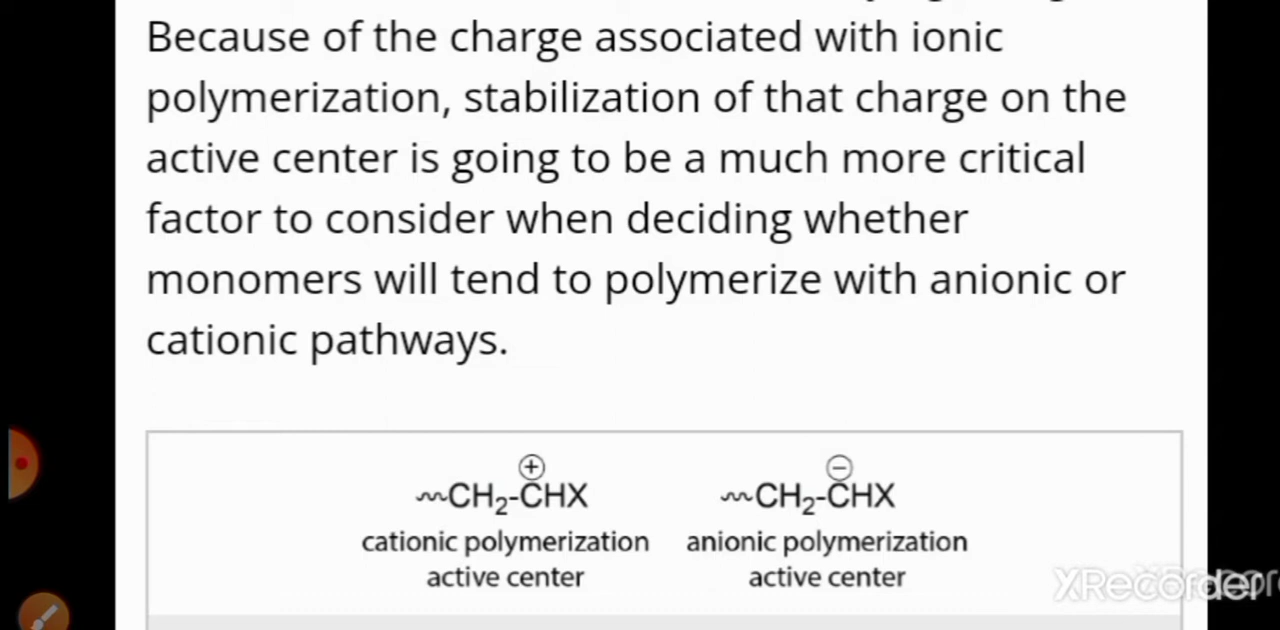 Because of the charge associated with ionic
polymerization, stabilization of that charge on the
active center is going to be a much more critical
factor to consider when deciding whether
monomers will tend to polymerize with anionic or
cationic pathways.
⊕ ⊖
CH₂-CHX CH₂-CHX
cationic polymerization anionic polymerization
active center active center
XRecorder